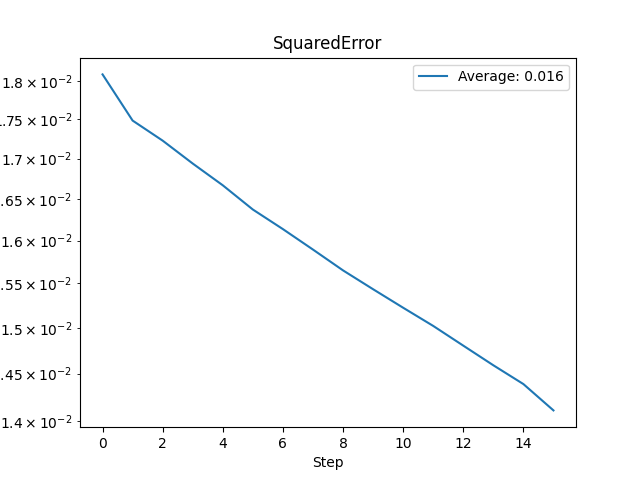 SquaredError
Average: 0.016
1.8 × 10⁻²
.75 × 10⁻²
1.7 × 10⁻²
.65 × 10⁻²
1.6 × 10⁻²
.55 × 10⁻²
1.5 × 10⁻²
.45 × 10⁻²
1.4 × 10⁻²
0 2 4 6 8 10 12 14
Step